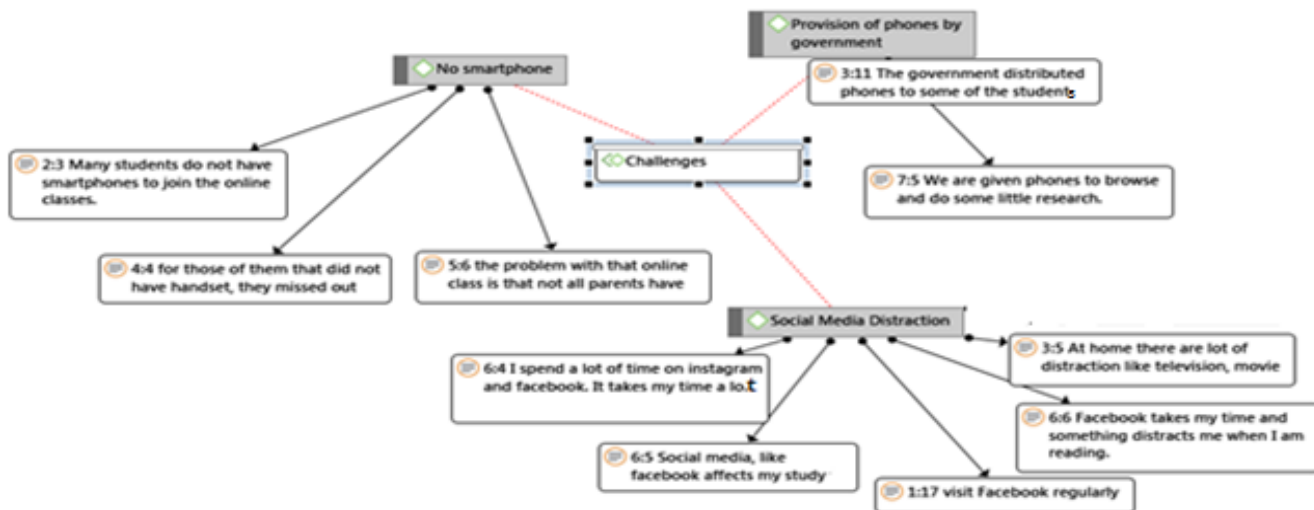 Provision of phones by
government
No smartphone
3:11 The government distributed
phones to some of the students
Challenges
2:3 Many students do not have
smartphones to join the online
classes.
7:5 We are given phones to browse
and do some little research.
4:4 for those of them that did not
have handset, they missed out
5:6 the problem with that online
class is that not all parents have
Social Media Distraction
3:5 At home there are lot of
distraction like television, movie
6:4 I spend a lot of time on instagram
and facebook. It takes my time a lot
6:6 Facebook takes my time and
something distracts me when I am
reading.
6:5 Social media, like
facebook affects my study
1:17 visit Facebook regularly